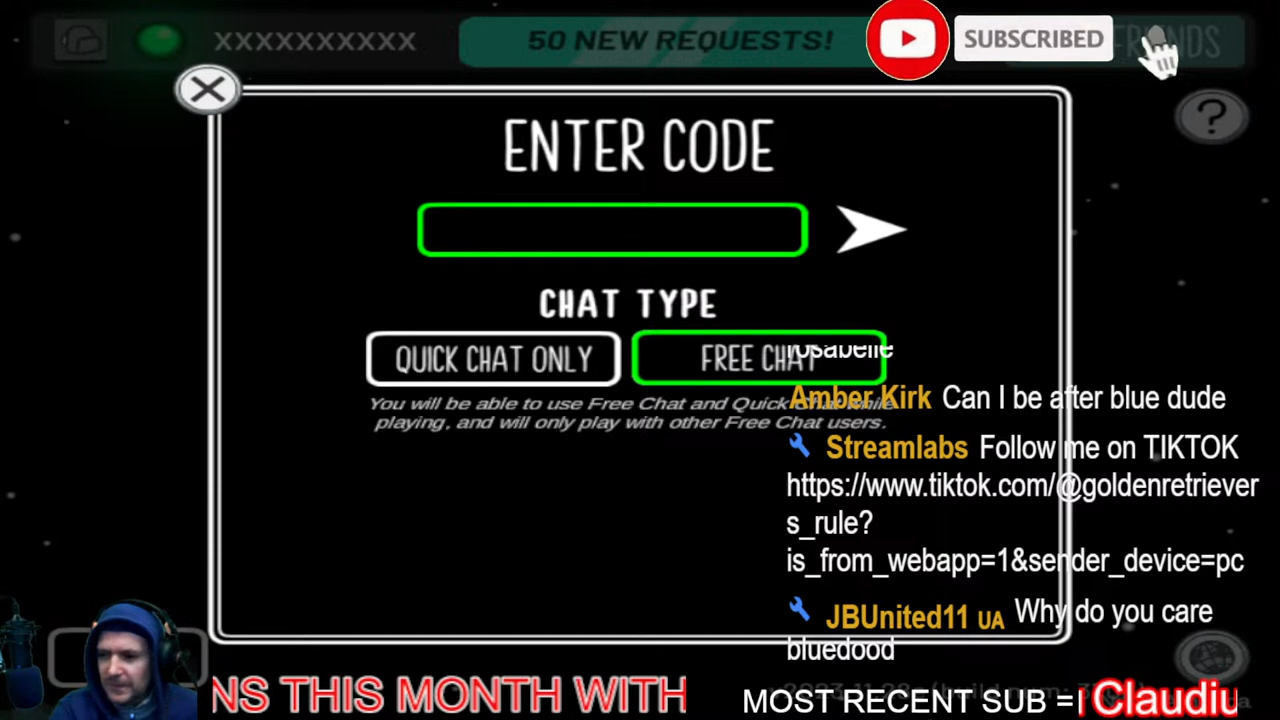 XXXXXXXXXX
50 NEW REQUESTS!
SUBSCRIBED
FRIENDS
?
ENTER CODE
CHAT TYPE
QUICK CHAT ONLY
FREE CHAT
You will be able to use Free Chat and Quick Chat while
playing, and will only play with other Free Chat users.
rosabelle
Amber Kirk Can I be after blue dude
Streamlabs Follow me on TIKTOK
https://www.tiktok.com/@goldenretriever
s_rule?
is_from_webapp=1&sender_device=pc
JBUnited11 UA Why do you care
bluedood
NS THIS MONTH WITH
MOST RECENT SUB =
Claudiu